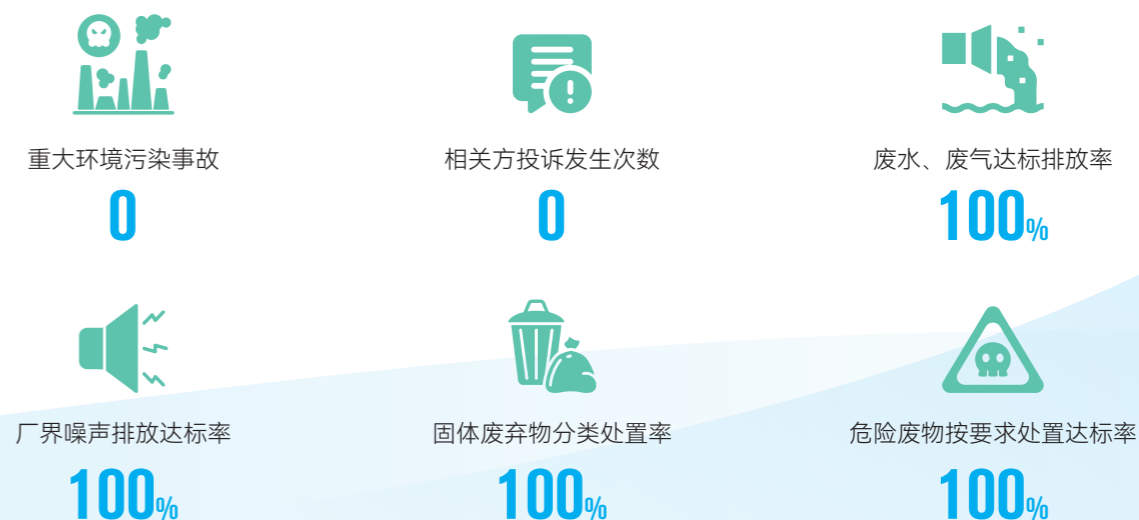 重大环境污染事故
0
相关方投诉发生次数
0
废水、废气达标排放率
100%
厂界噪声排放达标率
100%
固体废弃物分类处置率
100%
危险废物按要求处置达标率
100%